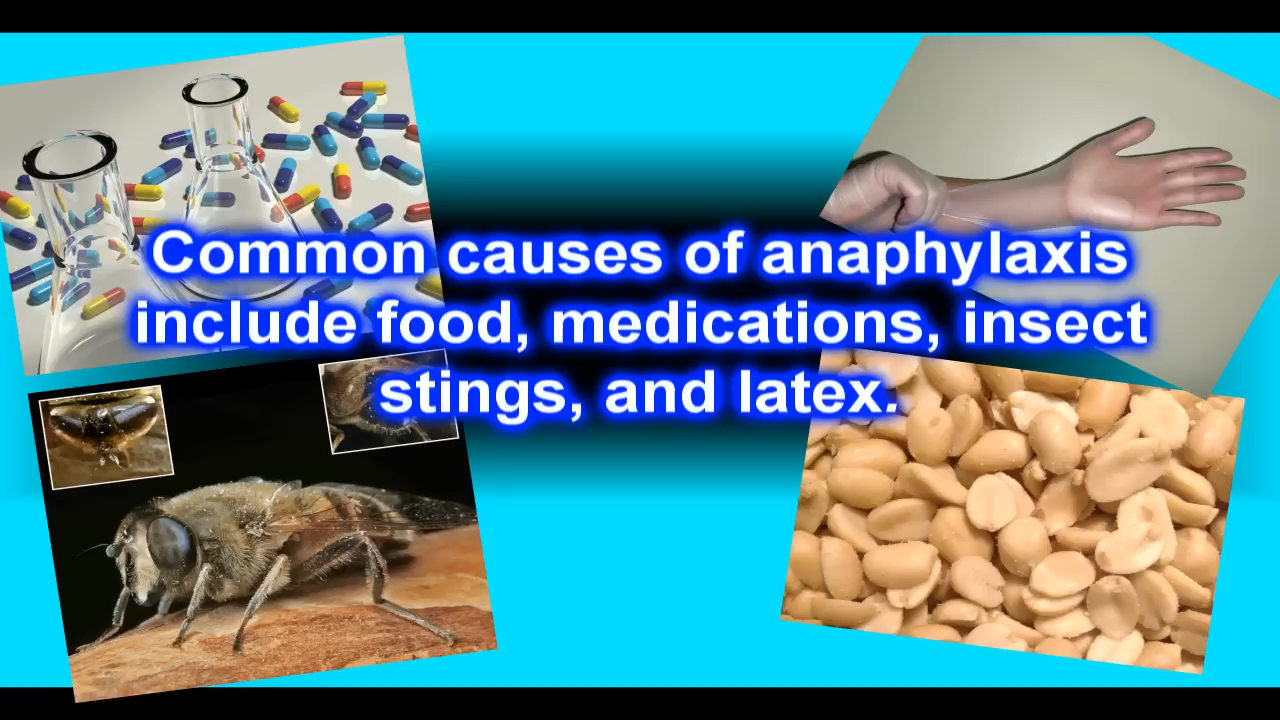 Common causes of anaphylaxis
include food, medications, insect
stings, and latex.